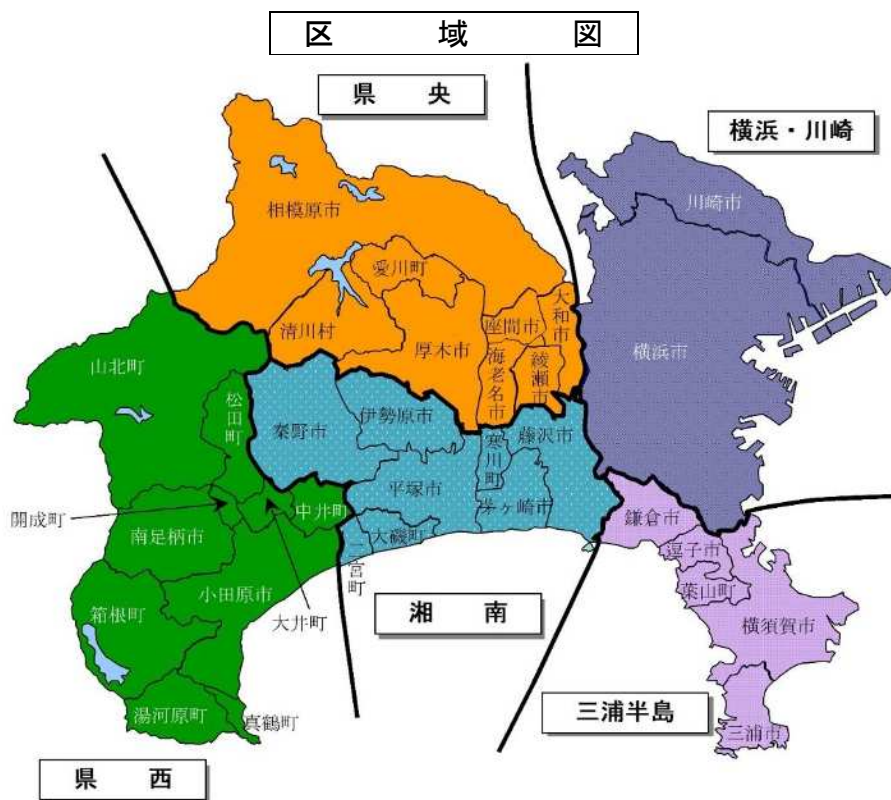 区域図
県央
横浜・川崎
川崎市
相模原市
愛川町
大和市
座間市
清川村
厚木市
海老名市
綾瀬市
横浜市
山北町
松田町
秦野市
伊勢原市
寒川町
藤沢市
平塚市
茅ヶ崎市
開成町
中井町
鎌倉市
南足柄市
大磯町
二宮町
逗子市
葉山町
小田原市
箱根町
大井町
湘南
横須賀市
三浦半島
湯河原町
真鶴町
三浦市
県西